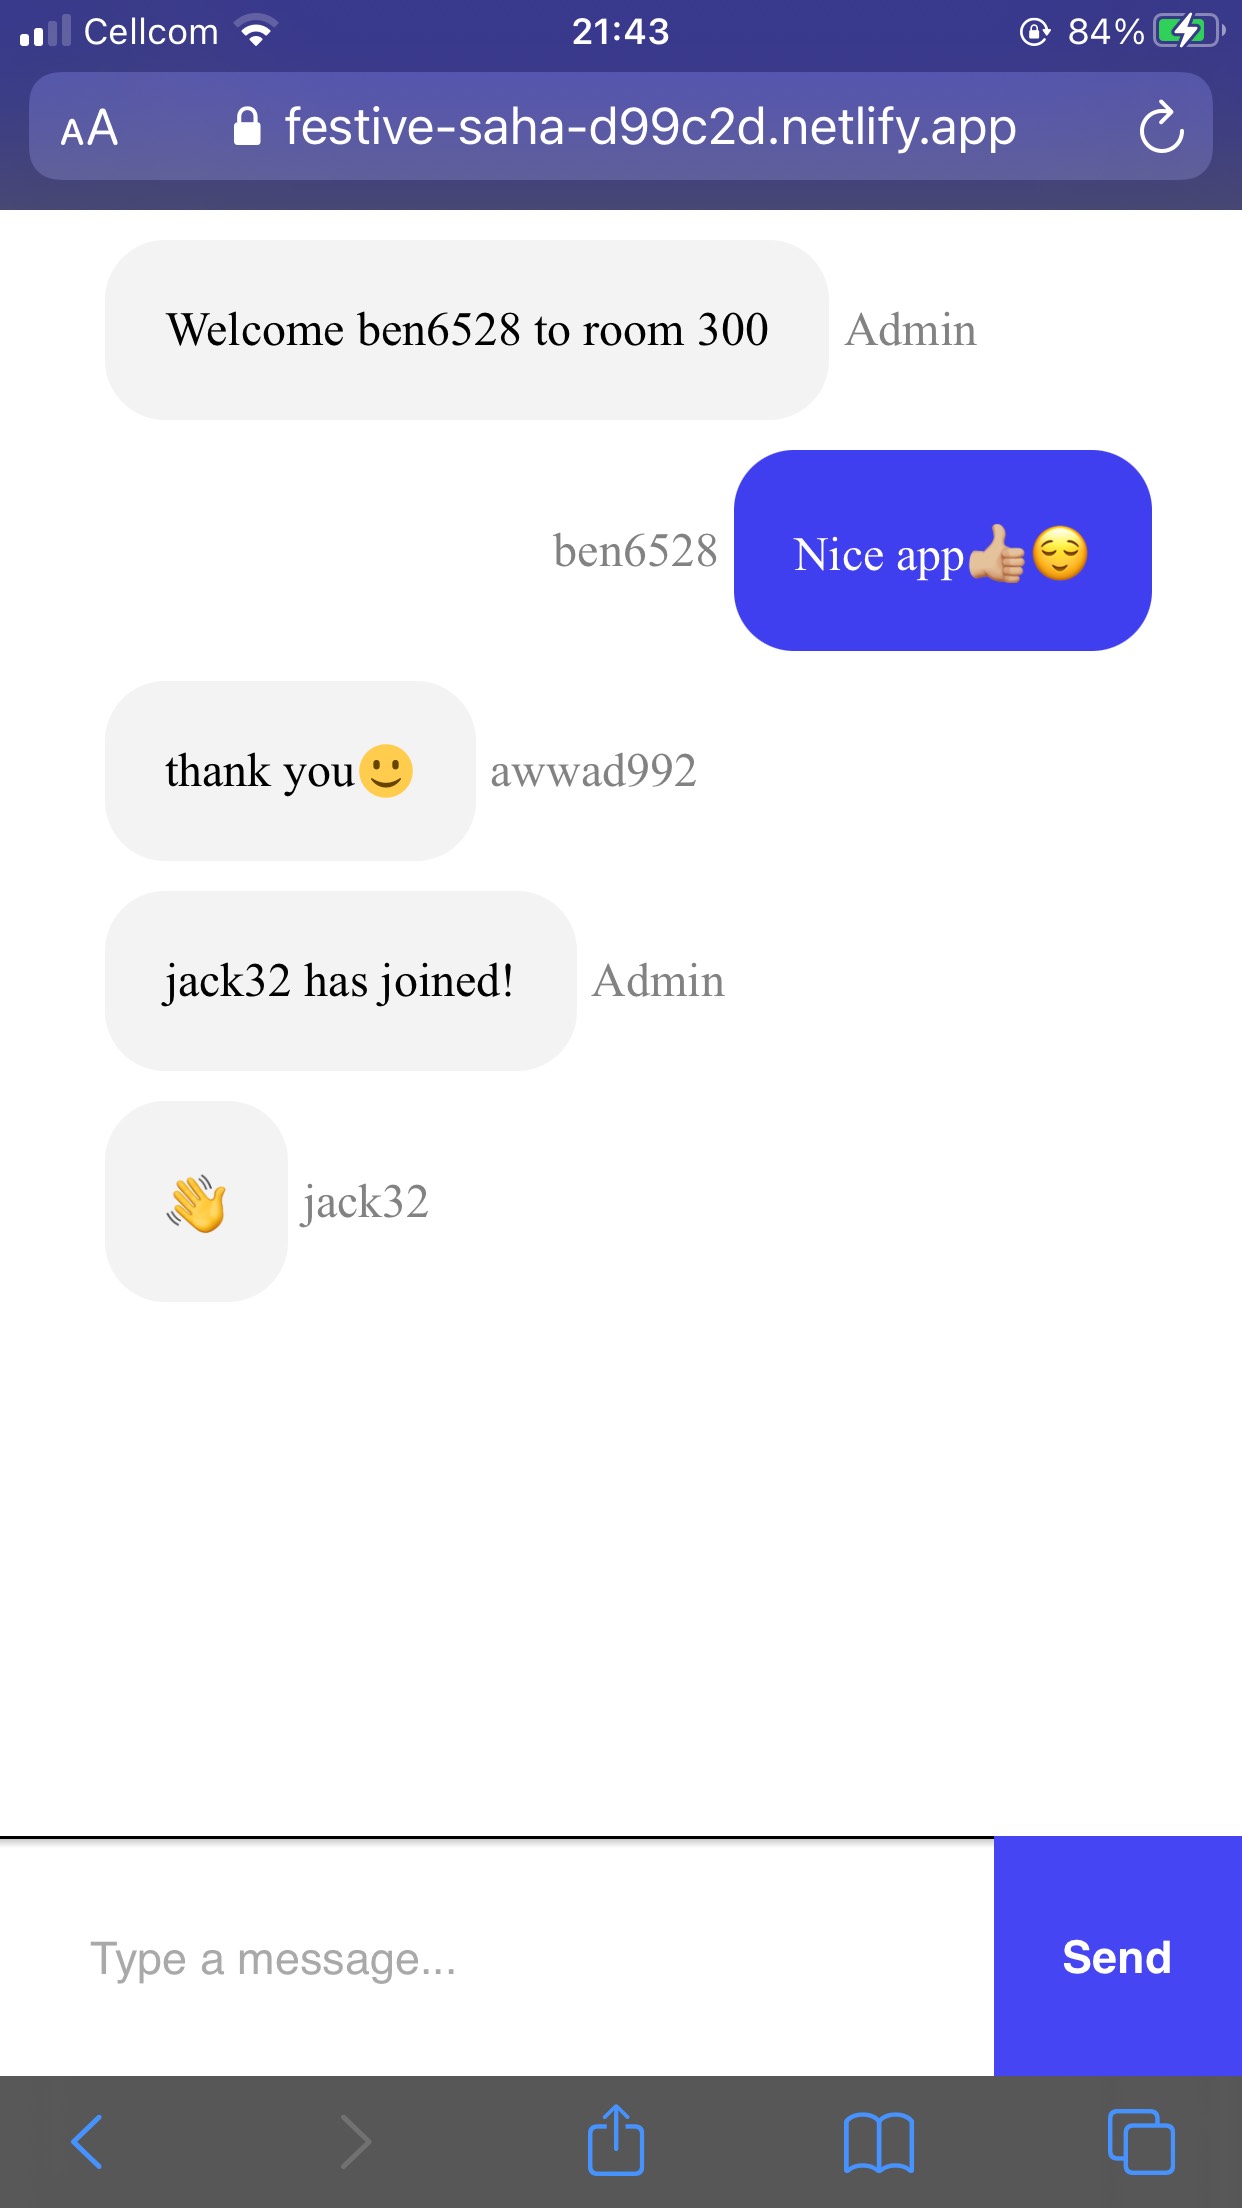 Cellcom 21:43 84%
AA festive-saha-d99c2d.netlify.app
Welcome ben6528 to room 300 Admin
ben6528 Nice app👍🏼😌
thank you🙂 awwad992
jack32 has joined! Admin
👋 jack32
Type a message... Send